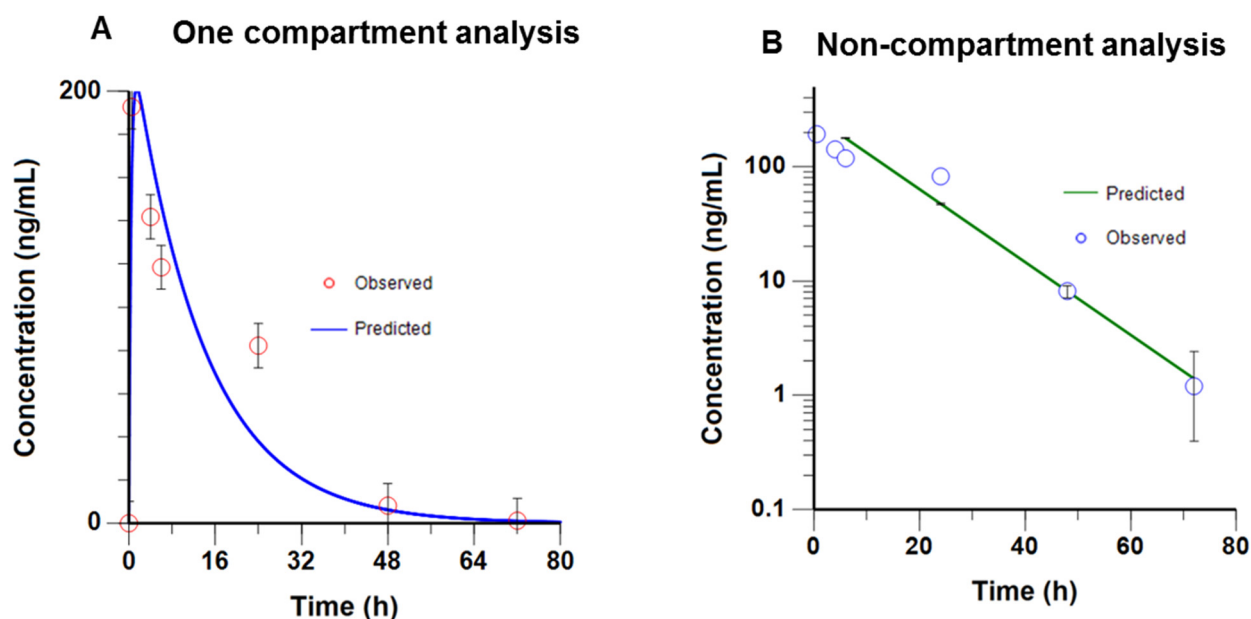 A One compartment analysis
200
0
0 16 32 48 64 80
Concentration (ng/mL)
Time (h)
Observed
Predicted
B Non-compartment analysis
100
10
1
0.1
0 20 40 60 80
Concentration (ng/mL)
Time (h)
Predicted
Observed